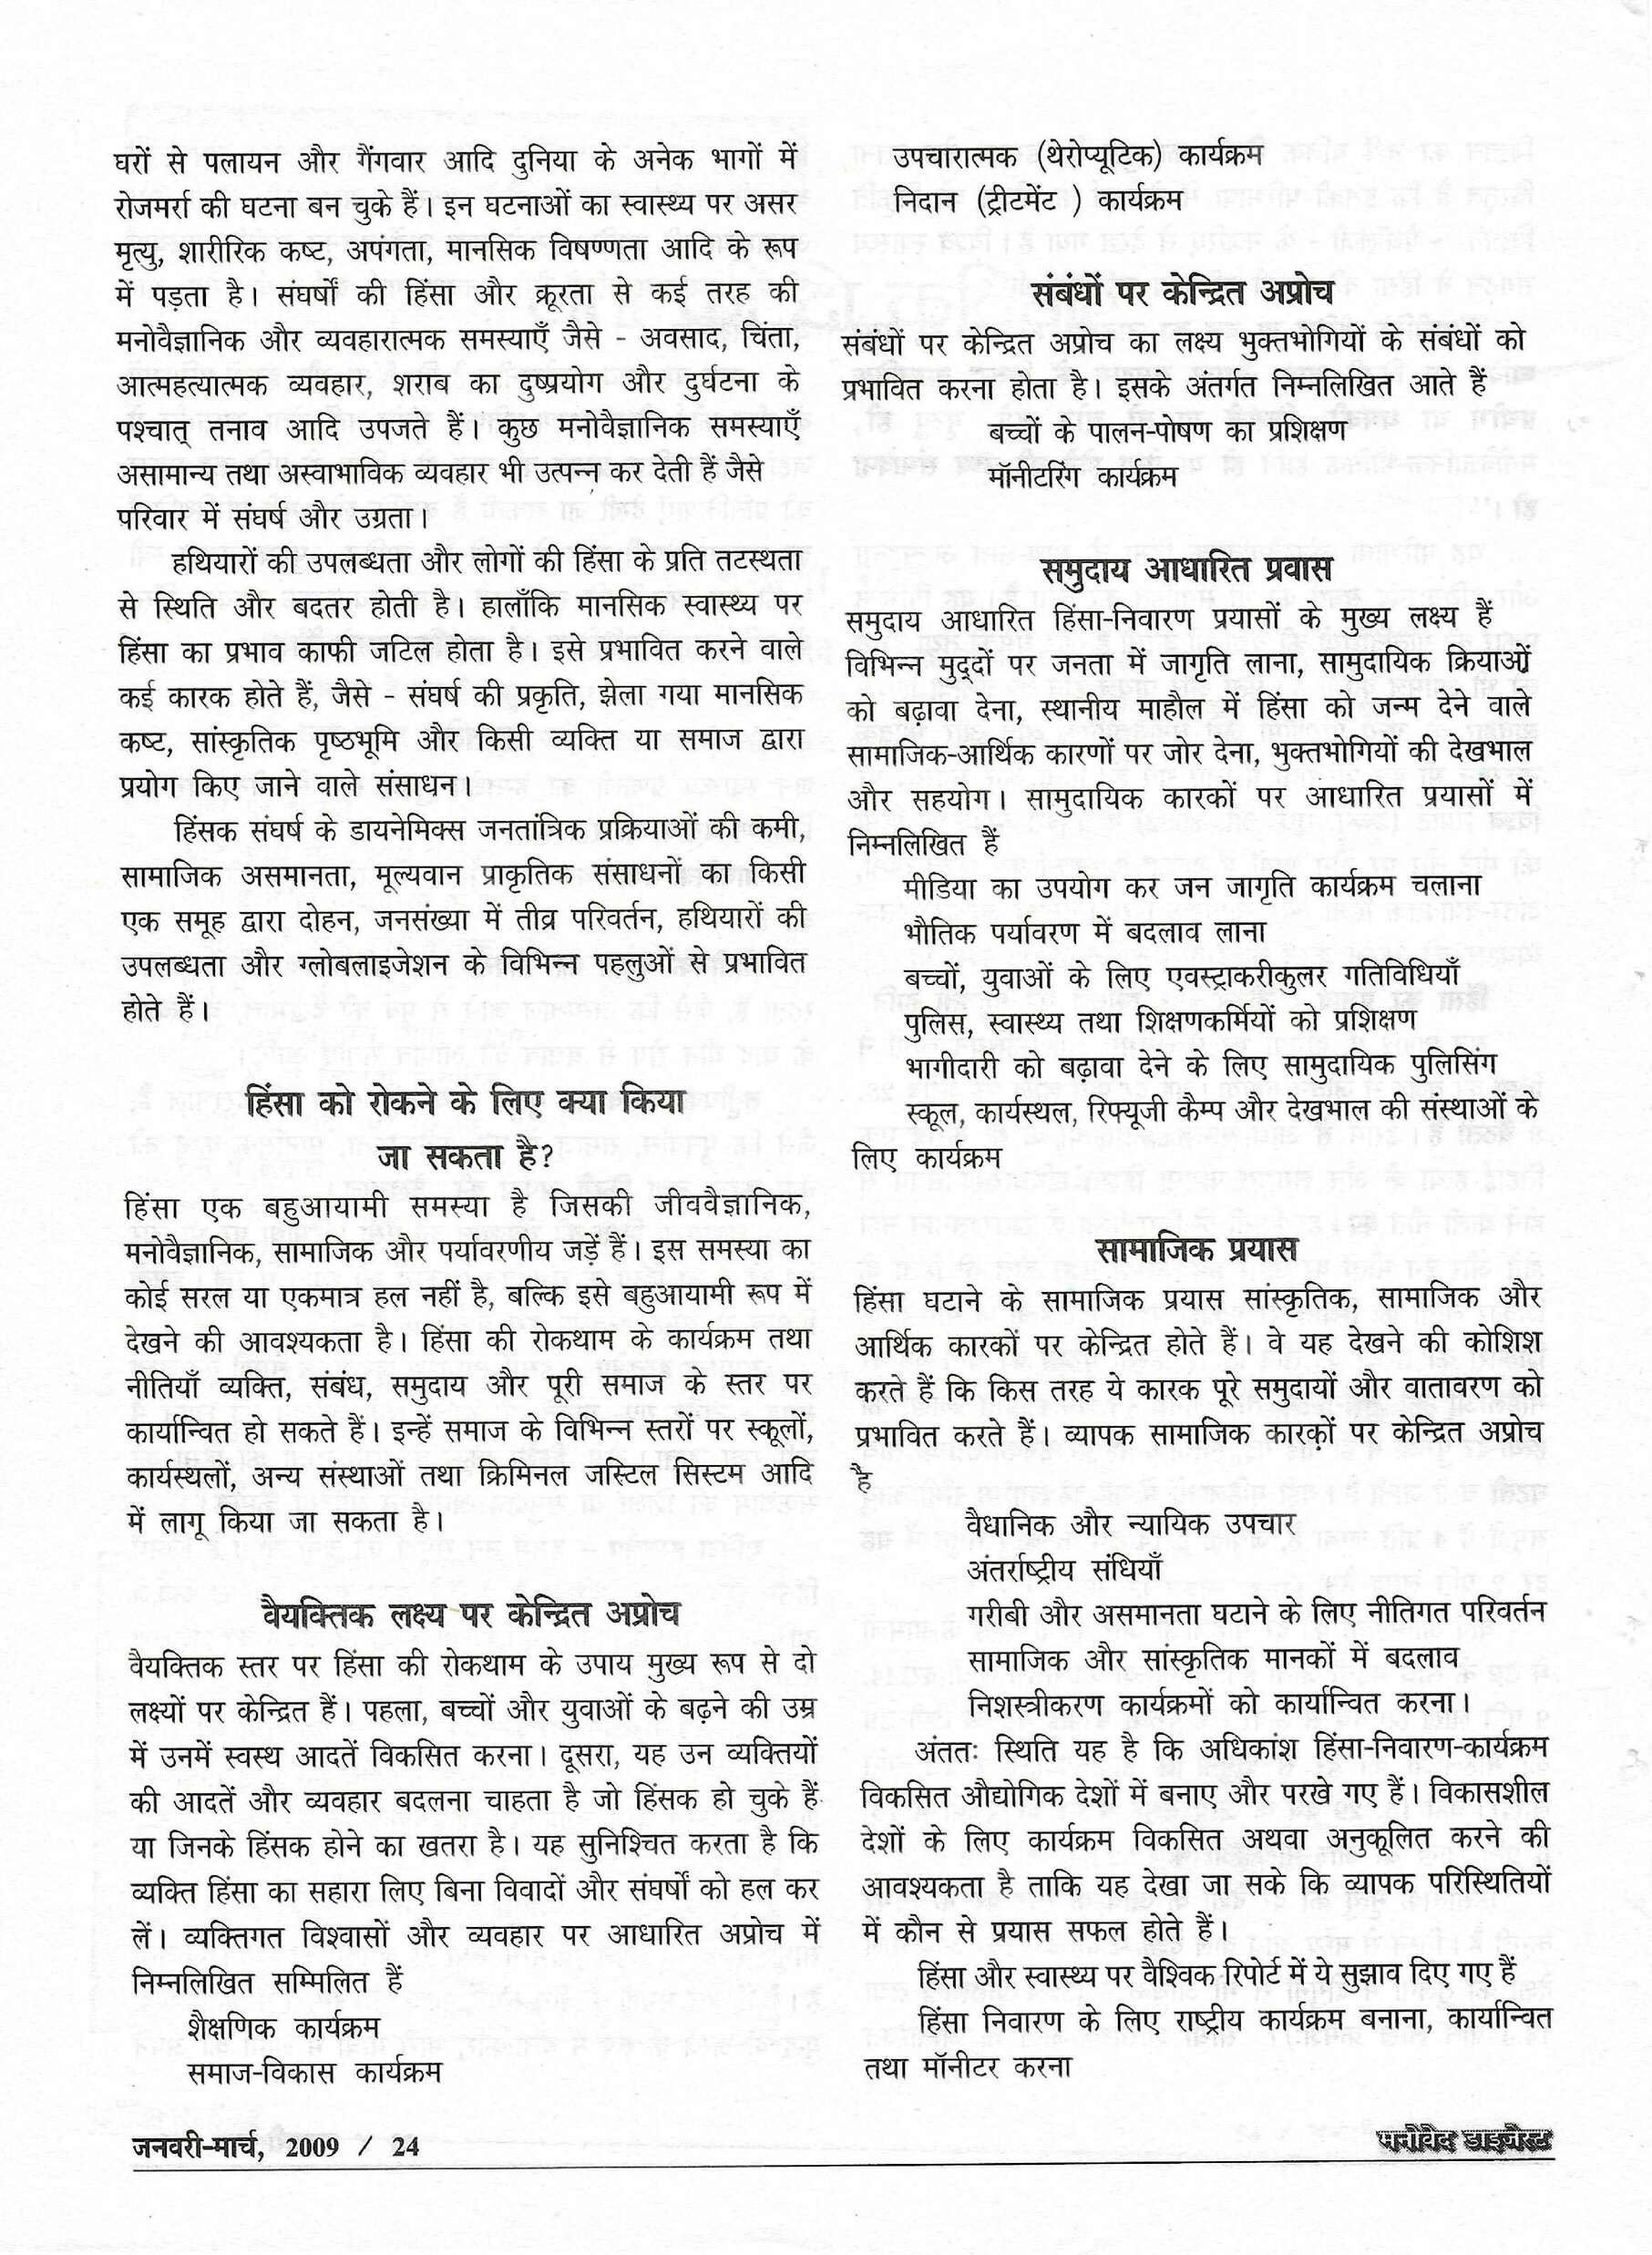 घरों से पलायन और गैंगवार आदि दुनिया के अनेक भागों में
रोजमर्रा की घटना बन चुके हैं। इन घटनाओं का स्वास्थ्य पर असर
मृत्यु, शारीरिक कष्ट, अपंगता, मानसिक विषण्णता आदि के रूप
में पड़ता है। संघर्षों की हिंसा और क्रूरता से कई तरह की
मनोवैज्ञानिक और व्यवहारात्मक समस्याएँ जैसे - अवसाद, चिंता,
आत्महत्यात्मक व्यवहार, शराब का दुष्प्रयोग और दुर्घटना के
पश्चात् तनाव आदि उपजते हैं। कुछ मनोवैज्ञानिक समस्याएँ
असामान्य तथा अस्वाभाविक व्यवहार भी उत्पन्न कर देती हैं जैसे
परिवार में संघर्ष और उग्रता।
हथियारों की उपलब्धता और लोगों की हिंसा के प्रति तटस्थता
से स्थिति और बदतर होती है। हालाँकि मानसिक स्वास्थ्य पर
हिंसा का प्रभाव काफी जटिल होता है। इसे प्रभावित करने वाले
कई कारक होते हैं, जैसे - संघर्ष की प्रकृति, झेला गया मानसिक
कष्ट, सांस्कृतिक पृष्ठभूमि और किसी व्यक्ति या समाज द्वारा
प्रयोग किए जाने वाले संसाधन।
हिंसक संघर्ष के डायनेमिक्स जनतांत्रिक प्रक्रियाओं की कमी,
सामाजिक असमानता, मूल्यवान प्राकृतिक संसाधनों का किसी
एक समूह द्वारा दोहन, जनसंख्या में तीव्र परिवर्तन, हथियारों की
उपलब्धता और ग्लोबलाइजेशन के विभिन्न पहलुओं से प्रभावित
होते हैं।
हिंसा को रोकने के लिए क्या किया
जा सकता है?
हिंसा एक बहुआयामी समस्या है जिसकी जीववैज्ञानिक,
मनोवैज्ञानिक, सामाजिक और पर्यावरणीय जड़ें हैं। इस समस्या का
कोई सरल या एकमात्र हल नहीं है, बल्कि इसे बहुआयामी रूप में
देखने की आवश्यकता है। हिंसा की रोकथाम के कार्यक्रम तथा
नीतियाँ व्यक्ति, संबंध, समुदाय और पूरी समाज के स्तर पर
कार्यान्वित हो सकते हैं। इन्हें समाज के विभिन्न स्तरों पर स्कूलों,
कार्यस्थलों, अन्य संस्थाओं तथा क्रिमिनल जस्टिल सिस्टम आदि
में लागू किया जा सकता है।
वैयक्तिक लक्ष्य पर केन्द्रित अप्रोच
वैयक्तिक स्तर पर हिंसा की रोकथाम के उपाय मुख्य रूप से दो
लक्ष्यों पर केन्द्रित हैं। पहला, बच्चों और युवाओं के बढ़ने की उम्र
में उनमें स्वस्थ आदतें विकसित करना। दूसरा, यह उन व्यक्तियों
की आदतें और व्यवहार बदलना चाहता है जो हिंसक हो चुके हैं
या जिनके हिंसक होने का खतरा है। यह सुनिश्चित करता है कि
व्यक्ति हिंसा का सहारा लिए बिना विवादों और संघर्षों को हल कर
लें। व्यक्तिगत विश्वासों और व्यवहार पर आधारित अप्रोच में
निम्नलिखित सम्मिलित हैं
शैक्षणिक कार्यक्रम
समाज-विकास कार्यक्रम
उपचारात्मक (थेरोप्यूटिक) कार्यक्रम
निदान (ट्रीटमेंट ) कार्यक्रम
संबंधों पर केन्द्रित अप्रोच
संबंधों पर केन्द्रित अप्रोच का लक्ष्य भुक्तभोगियों के संबंधों को
प्रभावित करना होता है। इसके अंतर्गत निम्नलिखित आते हैं
बच्चों के पालन-पोषण का प्रशिक्षण
मॉनीटरिंग कार्यक्रम
समुदाय आधारित प्रवास
समुदाय आधारित हिंसा-निवारण प्रयासों के मुख्य लक्ष्य हैं
विभिन्न मुद्दों पर जनता में जागृति लाना, सामुदायिक क्रियाओं
को बढ़ावा देना, स्थानीय माहौल में हिंसा को जन्म देने वाले
सामाजिक-आर्थिक कारणों पर जोर देना, भुक्तभोगियों की देखभाल
और सहयोग। सामुदायिक कारकों पर आधारित प्रयासों में
निम्नलिखित हैं
मीडिया का उपयोग कर जन जागृति कार्यक्रम चलाना
भौतिक पर्यावरण में बदलाव लाना
बच्चों, युवाओं के लिए एवस्ट्राकरीकुलर गतिविधियाँ
पुलिस, स्वास्थ्य तथा शिक्षणकर्मियों को प्रशिक्षण
भागीदारी को बढ़ावा देने के लिए सामुदायिक पुलिसिंग
स्कूल, कार्यस्थल, रिफ्यूजी कैम्प और देखभाल की संस्थाओं के
लिए कार्यक्रम
सामाजिक प्रयास
हिंसा घटाने के सामाजिक प्रयास सांस्कृतिक, सामाजिक और
आर्थिक कारकों पर केन्द्रित होते हैं। वे यह देखने की कोशिश
करते हैं कि किस तरह ये कारक पूरे समुदायों और वातावरण को
प्रभावित करते हैं। व्यापक सामाजिक कारकों पर केन्द्रित अप्रोच
है
वैधानिक और न्यायिक उपचार
अंतर्राष्ट्रीय संधियाँ
गरीबी और असमानता घटाने के लिए नीतिगत परिवर्तन
सामाजिक और सांस्कृतिक मानकों में बदलाव
निशस्त्रीकरण कार्यक्रमों को कार्यान्वित करना।
अंततः स्थिति यह है कि अधिकांश हिंसा-निवारण-कार्यक्रम
विकसित औद्योगिक देशों में बनाए और परखे गए हैं। विकासशील
देशों के लिए कार्यक्रम विकसित अथवा अनुकूलित करने की
आवश्यकता है ताकि यह देखा जा सके कि व्यापक परिस्थितियों
में कौन से प्रयास सफल होते हैं।
हिंसा और स्वास्थ्य पर वैश्विक रिपोर्ट में ये सुझाव दिए गए हैं
हिंसा निवारण के लिए राष्ट्रीय कार्यक्रम बनाना, कार्यान्वित
तथा मॉनीटर करना
जनवरी-मार्च, 2009 / 24
मनोवेद डाइजेस्ट